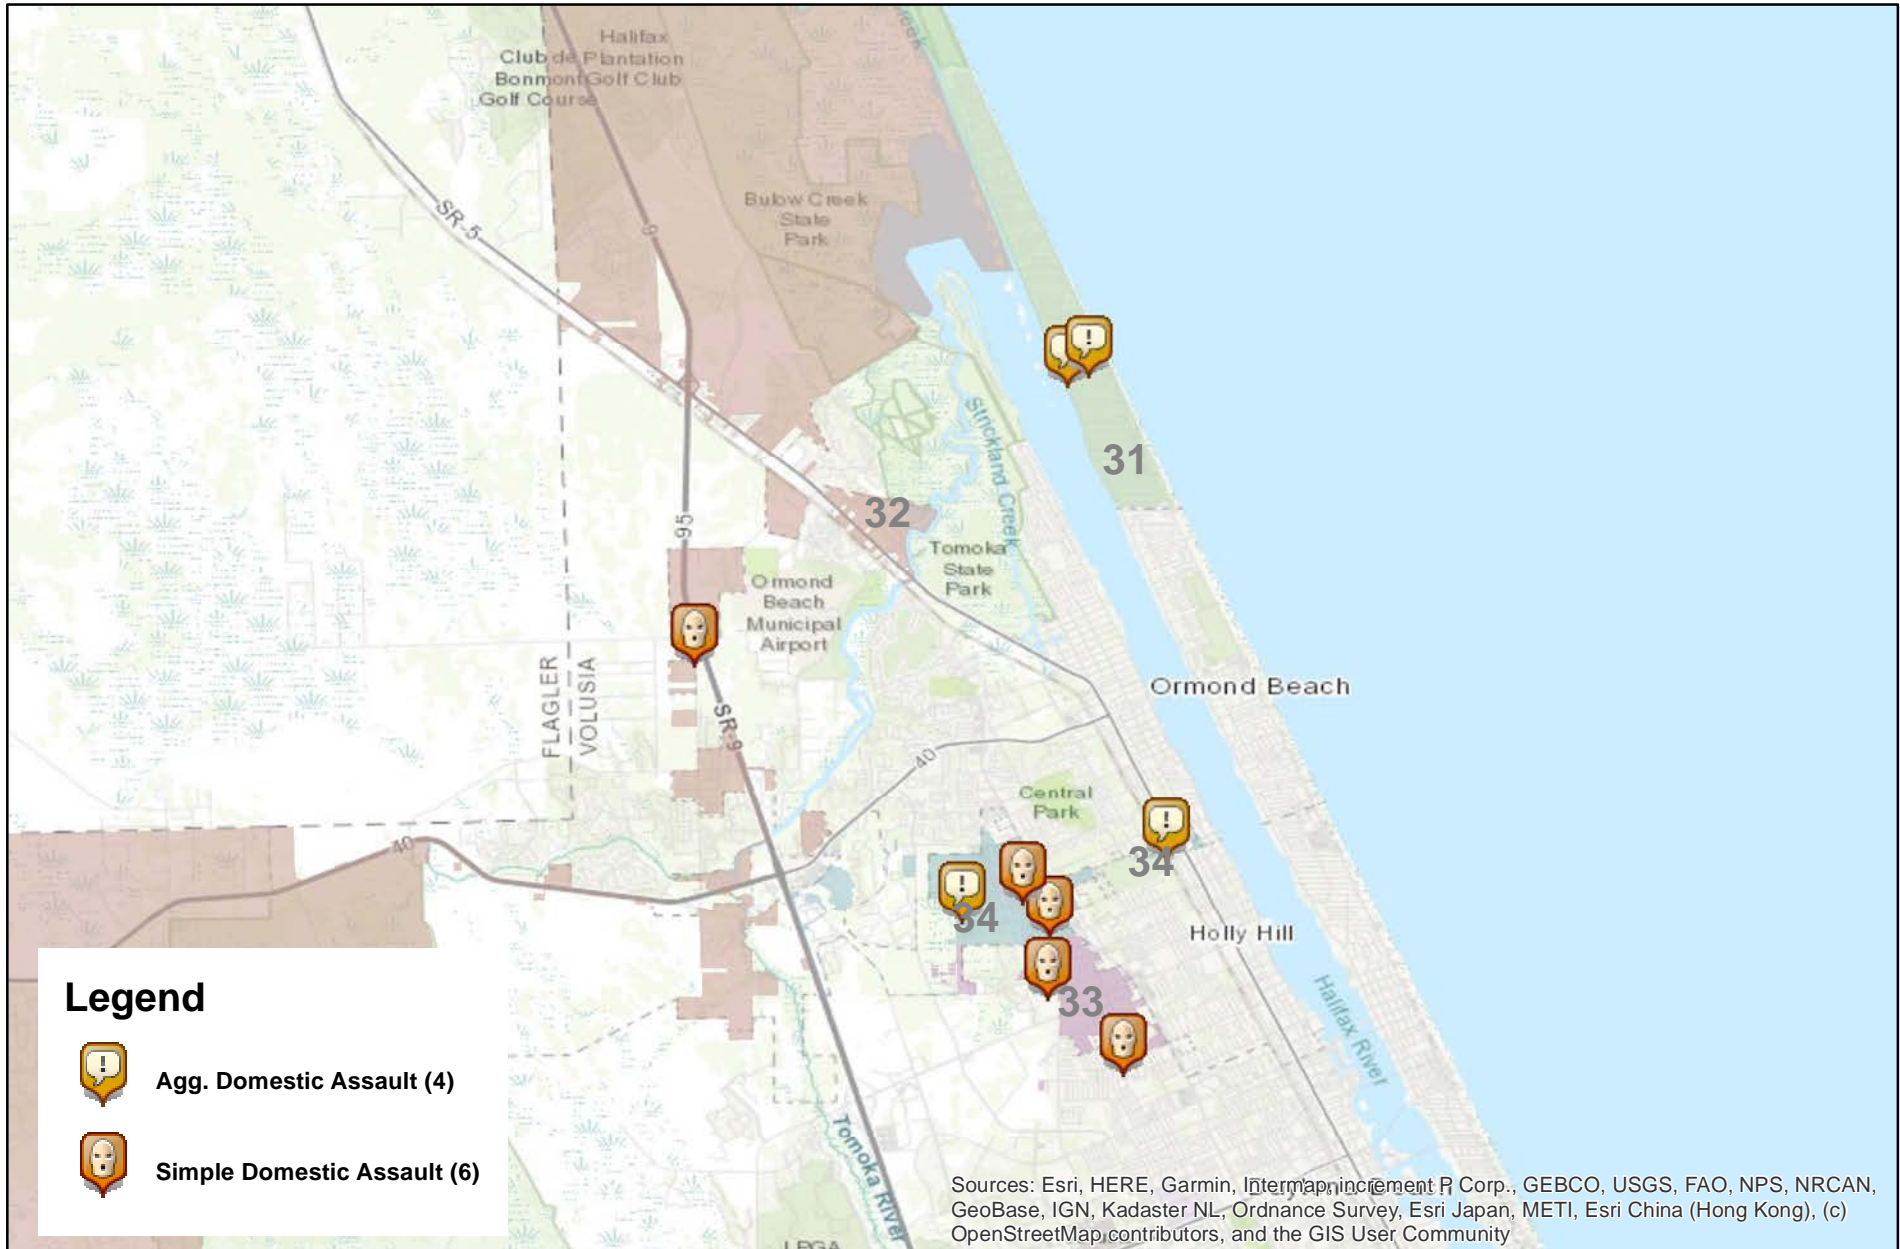 Creek
Halifax
Club de Plantation
Bonmont Golf Club
Golf Course
SR-5
9
Bulow Creek
State
Park
31
Strickland Creek
32
95
Tomoka
State
Park
Ormond
Beach
Municipal
Airport
FLAGLER
VOLUSIA
SR-9
Ormond Beach
40
Central
Park
40
34
34
Holly Hill
33
Halifax River
Tomoka River
LPGA
Legend
Agg. Domestic Assault (4)
Simple Domestic Assault (6)
Sources: Esri, HERE, Garmin, Intermap, increment P Corp., GEBCO, USGS, FAO, NPS, NRCAN,
GeoBase, IGN, Kadaster NL, Ordnance Survey, Esri Japan, METI, Esri China (Hong Kong), (c)
OpenStreetMap contributors, and the GIS User Community